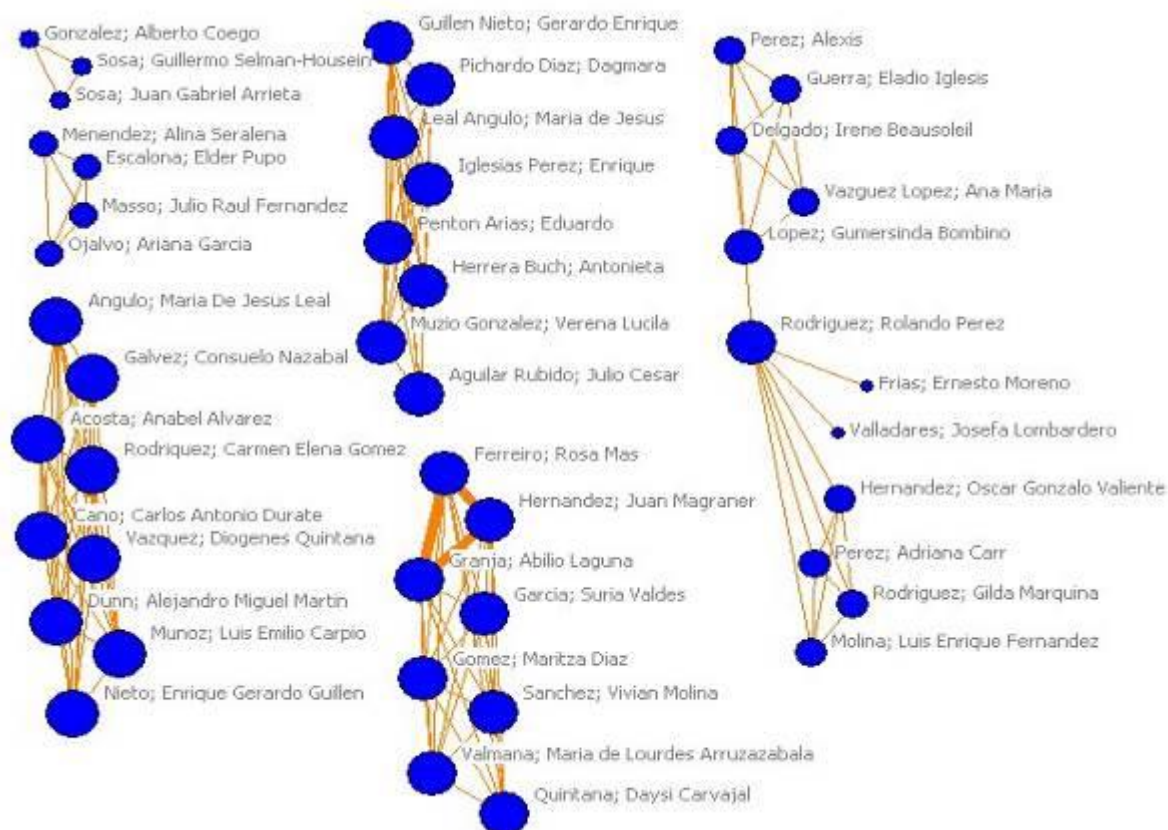 Gonzalez; Alberto Coego
Sosa; Guillermo Selman-Housein
Sosa; Juan Gabriel Arrieta
Menendez; Alina Seralena
Escalona; Elder Pupo
Masso; Julio Raul Fernandez
Ojalvo; Ariana Garcia
Angulo; Maria De Jesus Leal
Galvez; Consuelo Nazabal
Acosta; Anabel Alvarez
Rodriquez; Carmen Elena Gomez
Cano; Carlos Antonio Durate
Vazquez; Diogenes Quintana
Dunn; Alejandro Miguel Martin
Munoz; Luis Emilio Carpio
Nieto; Enrique Gerardo Guillen
Guillen Nieto; Gerardo Enrique
Pichardo Diaz; Dagmara
Leal Angulo; Maria de Jesus
Iglesias Perez; Enrique
Penton Arias; Eduardo
Herrera Buch; Antonieta
Muzio Gonzalez; Verena Lucila
Aguilar Rubido; Julio Cesar
Ferreiro; Rosa Mas
Hernandez; Juan Magraner
Granja; Abilio Laguna
Garcia; Suria Valdes
Gomez; Maritza Diaz
Sanchez; Vivian Molina
Valmana; Maria de Lourdes Arruzazabala
Quintana; Daysi Carvajal
Perez; Alexis
Guerra; Eladio Iglesis
Delgado; Irene Beausoleil
Vazguez Lopez; Ana Maria
Lopez; Gumersinda Bombino
Rodriguez; Rolando Perez
Frias; Ernesto Moreno
Valladares; Josefa Lombardero
Hernandez; Oscar Gonzalo Valiente
Perez; Adriana Carr
Rodriguez; Gilda Marquina
Molina; Luis Enrique Fernandez